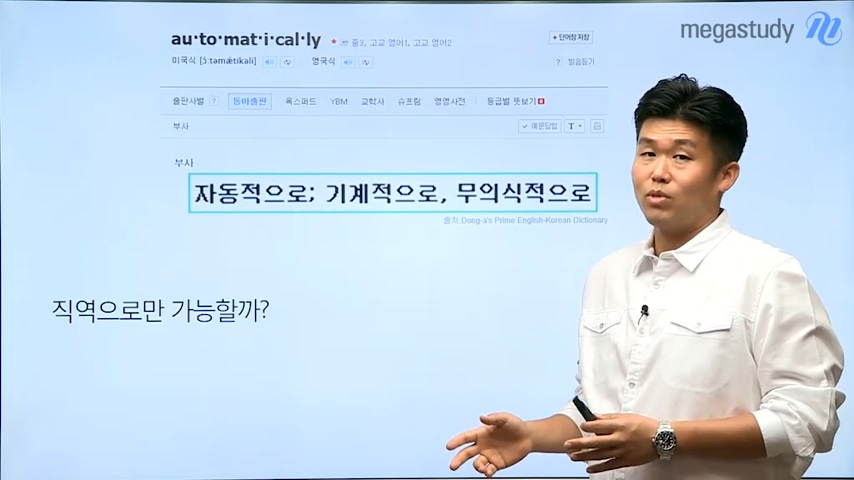 megastudy
au·to·mat·i·cal·ly
중3, 고교 영어1, 고교 영어2
+ 단어장 저장
미국식 [ɔ̀ːtəmǽtikəli] 영국식
? 발음듣기
출판사별 ? 동아출판 옥스퍼드 YBM 교학사 슈프림 영영사전 등급별 뜻보기
부사
예문닫힘 T
부사
자동적으로; 기계적으로, 무의식적으로
출처:Dong-a's Prime English-Korean Dictionary
직역으로만 가능할까?